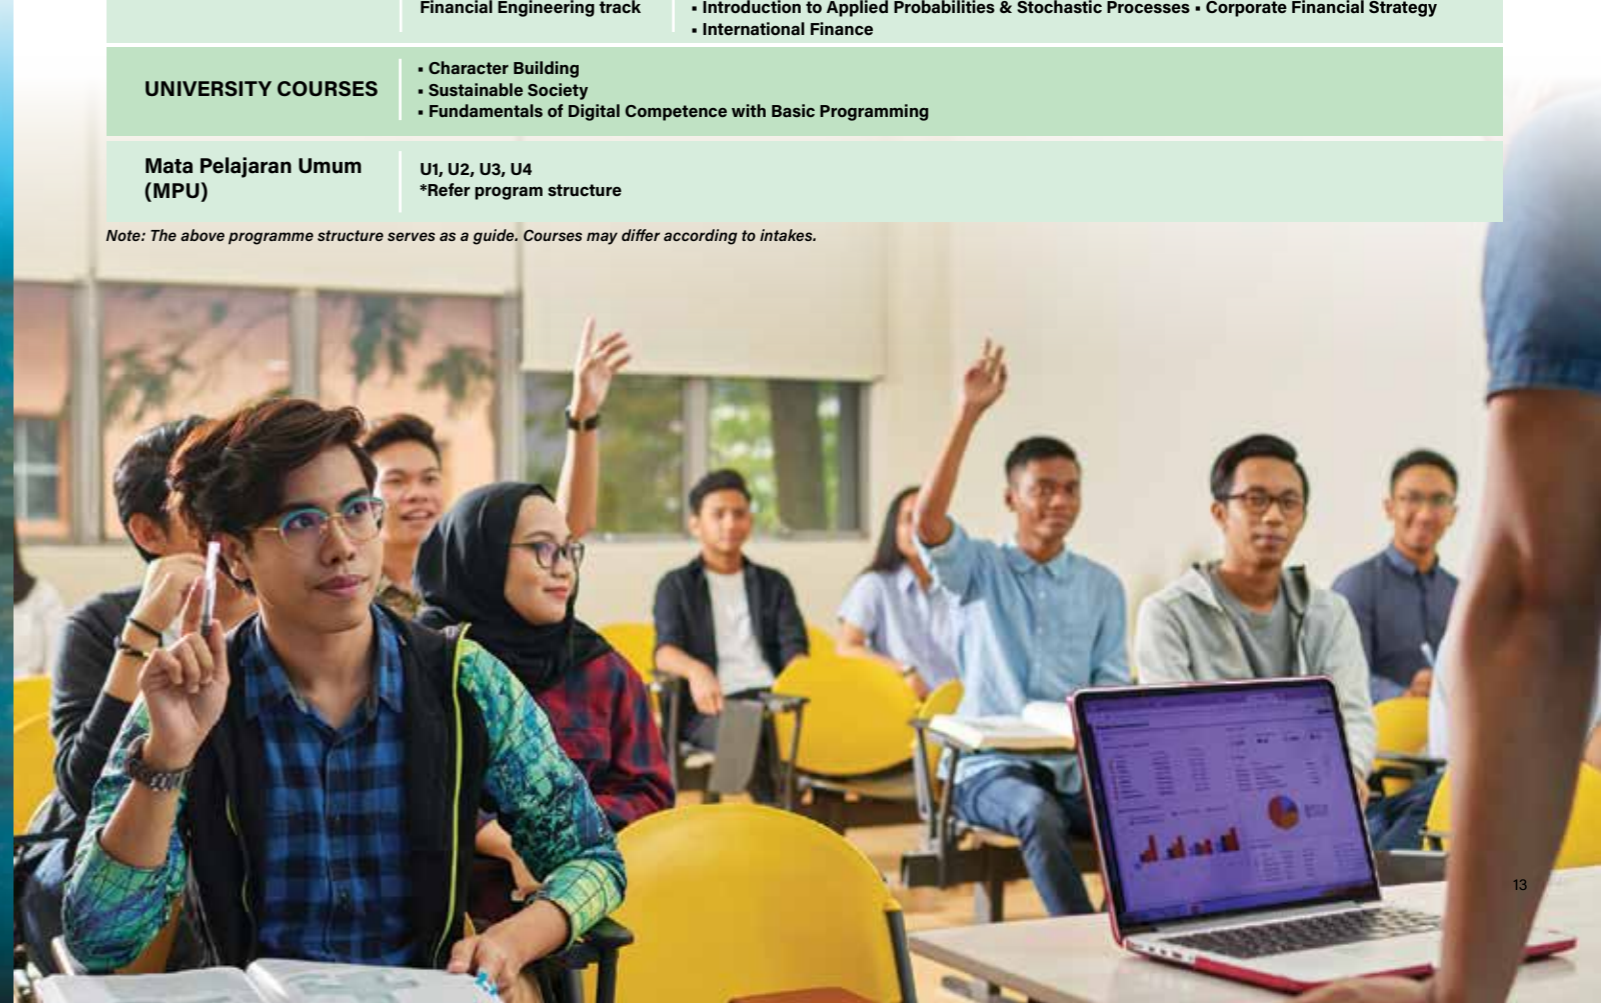 Financial Engineering track
▪ Introduction to Applied Probabilities & Stochastic Processes ▪ Corporate Financial Strategy
▪ International Finance
UNIVERSITY COURSES
▪ Character Building
▪ Sustainable Society
▪ Fundamentals of Digital Competence with Basic Programming
Mata Pelajaran Umum
(MPU)
U1, U2, U3, U4
*Refer program structure
Note: The above programme structure serves as a guide. Courses may differ according to intakes.
13